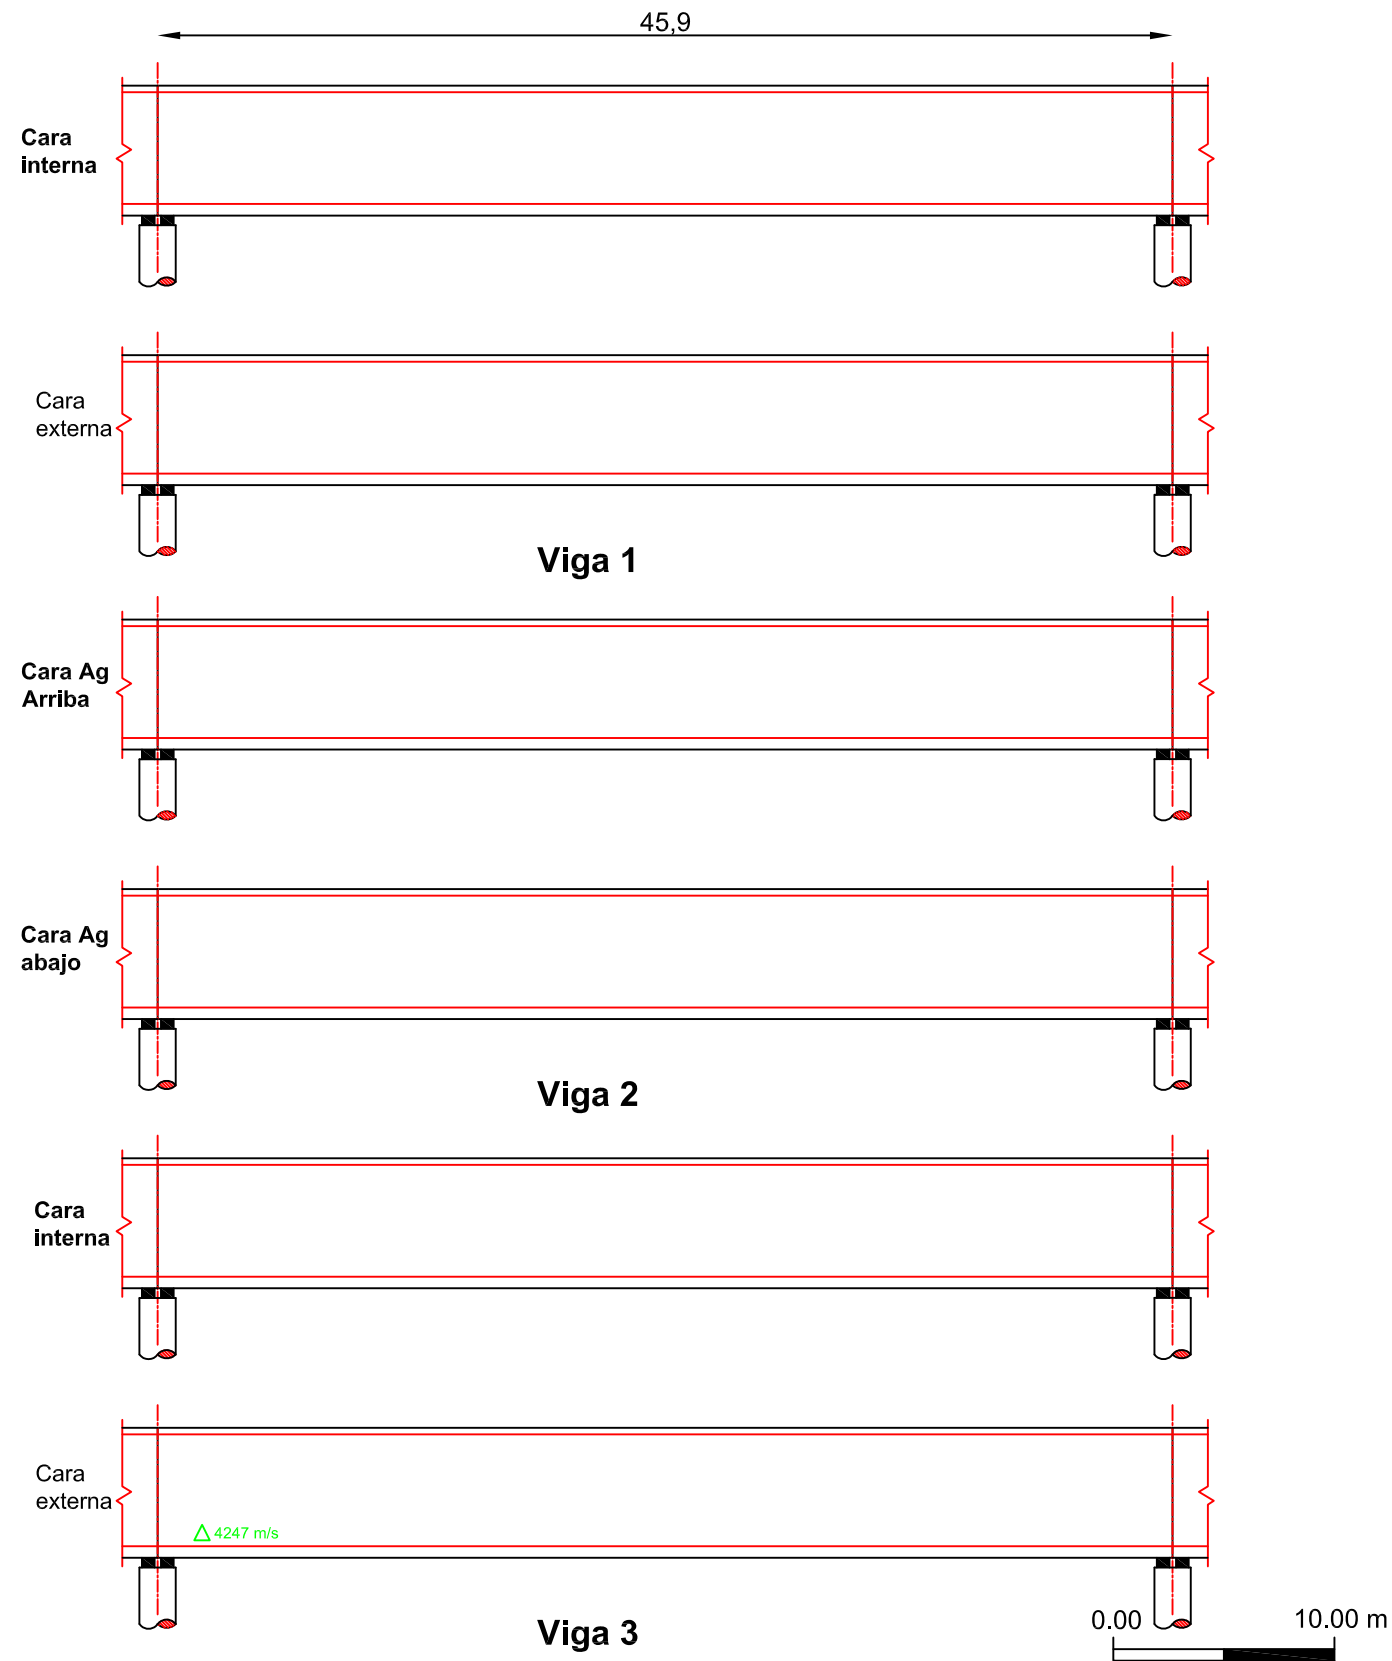 45,9
Cara
interna
Cara
externa
Viga 1
Cara Ag
Arriba
Cara Ag
abajo
Viga 2
Cara
interna
Cara
externa
4247 m/s
Viga 3
0.00
10.00 m